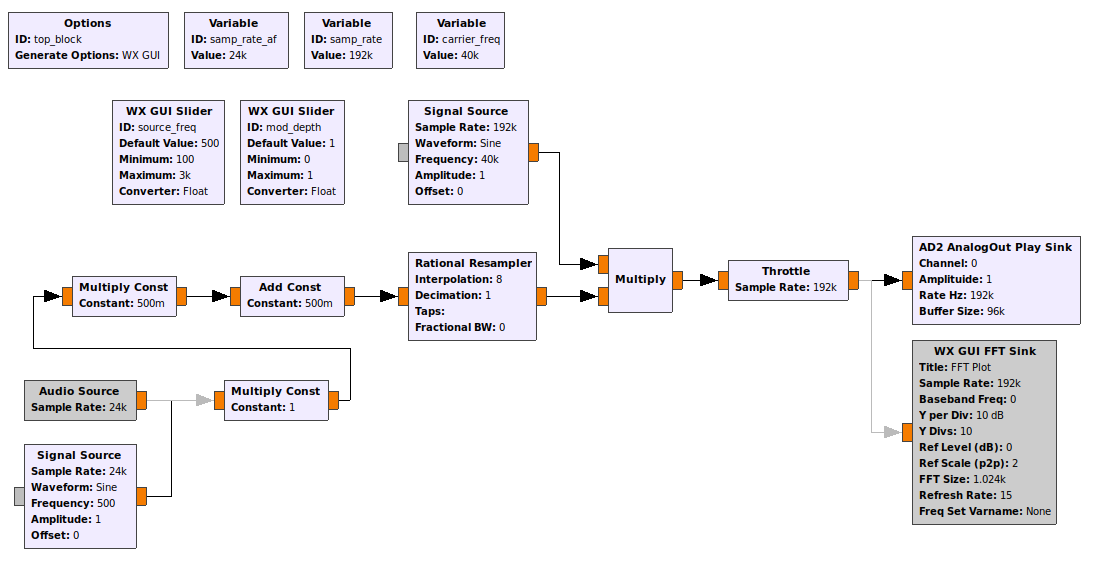 Options
ID: top_block
Generate Options: WX GUI
Variable
ID: samp_rate_af
Value: 24k
Variable
ID: samp_rate
Value: 192k
Variable
ID: carrier_freq
Value: 40k
WX GUI Slider
ID: source_freq
Default Value: 500
Minimum: 100
Maximum: 3k
Converter: Float
WX GUI Slider
ID: mod_depth
Default Value: 1
Minimum: 0
Maximum: 1
Converter: Float
Signal Source
Sample Rate: 192k
Waveform: Sine
Frequency: 40k
Amplitude: 1
Offset: 0
Multiply Const
Constant: 500m
Add Const
Constant: 500m
Rational Resampler
Interpolation: 8
Decimation: 1
Taps:
Fractional BW: 0
Multiply
Throttle
Sample Rate: 192k
AD2 AnalogOut Play Sink
Channel: 0
Amplitiude: 1
Rate Hz: 192k
Buffer Size: 96k
Audio Source
Sample Rate: 24k
Multiply Const
Constant: 1
WX GUI FFT Sink
Title: FFT Plot
Sample Rate: 192k
Baseband Freq: 0
Y per Div: 10 dB
Y Divs: 10
Ref Level (dB): 0
Ref Scale (p2p): 2
FFT Size: 1.024k
Refresh Rate: 15
Freq Set Varname: None
Signal Source
Sample Rate: 24k
Waveform: Sine
Frequency: 500
Amplitude: 1
Offset: 0